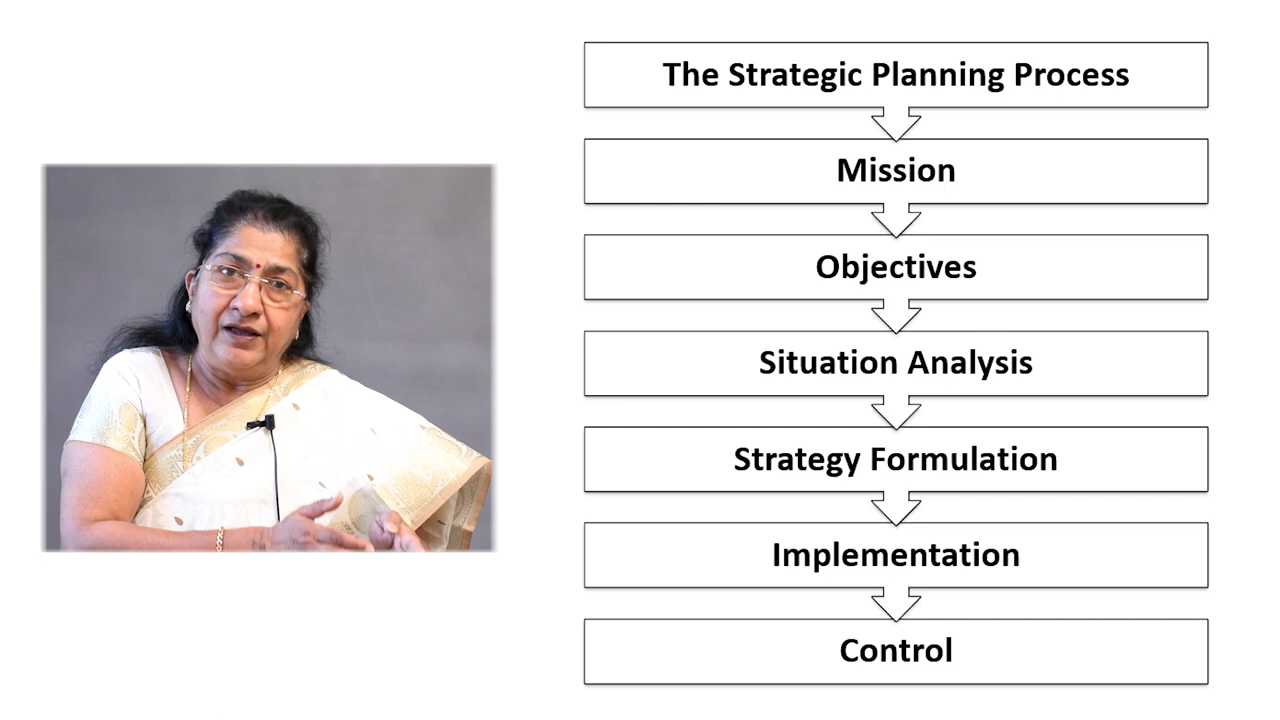 The Strategic Planning Process
Mission
Objectives
Situation Analysis
Strategy Formulation
Implementation
Control